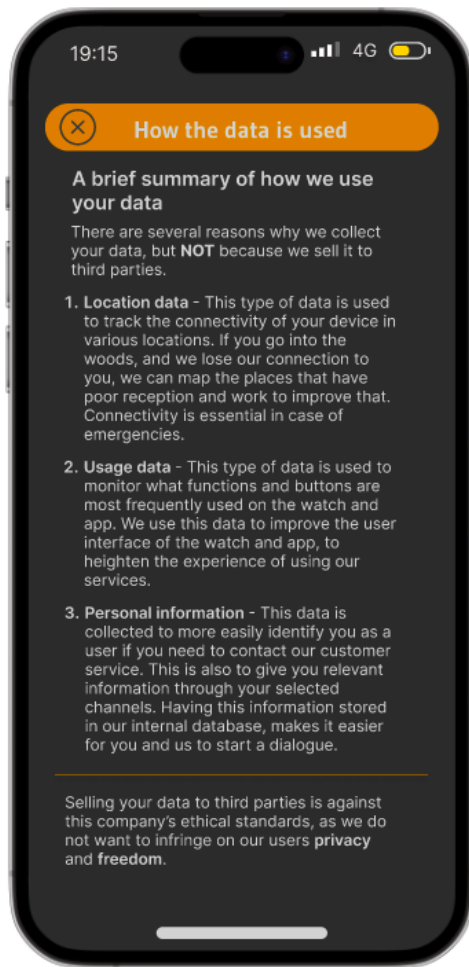 19:15 4G
How the data is used
A brief summary of how we use
your data
There are several reasons why we collect
your data, but NOT because we sell it to
third parties.
1. Location data - This type of data is used
to track the connectivity of your device in
various locations. If you go into the
woods, and we lose our connection to
you, we can map the places that have
poor reception and work to improve that.
Connectivity is essential in case of
emergencies.
2. Usage data - This type of data is used to
monitor what functions and buttons are
most frequently used on the watch and
app. We use this data to improve the user
interface of the watch and app, to
heighten the experience of using our
services.
3. Personal information - This data is
collected to more easily identify you as a
user if you need to contact our customer
service. This is also to give you relevant
information through your selected
channels. Having this information stored
in our internal database, makes it easier
for you and us to start a dialogue.
Selling your data to third parties is against
this company's ethical standards, as we do
not want to infringe on our users privacy
and freedom.